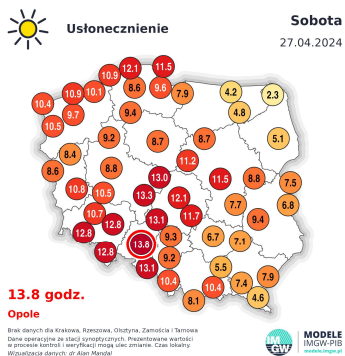 Usłonecznienie
Sobota
27.04.2024
12.1 11.5
10.9
8.6 9.6 7.9 4.2 2.3
10.9 10.1
10.4
9.7 9.4 4.8
10.5
9.2 8.7 8.7 5.1
8.4
11.2
8.6 8.8
13.0 11.5 8.8 7.5
10.8 10.5 13.3 12.1
7.7 6.8
10.7 13.1 11.7 9.4
12.8 12.8
9.3 6.7 7.1
12.8 13.8
9.2
13.1 5.5
10.4 7.9
10.4 7.4
8.1 4.6
13.8 godz.
Opole
Brak danych dla Krakowa, Rzeszowa, Olsztyna, Zamościa i Tarnowa
Dane operacyjne ze stacji synoptycznych. Prezentowane wartości
w procesie kontroli i weryfikacji mogą ulec zmianie. Czas lokalny.
Wizualizacja danych: dr Alan Mandal
IM
GW
MODELE
IMGW-PIB
modele.imgw.pl